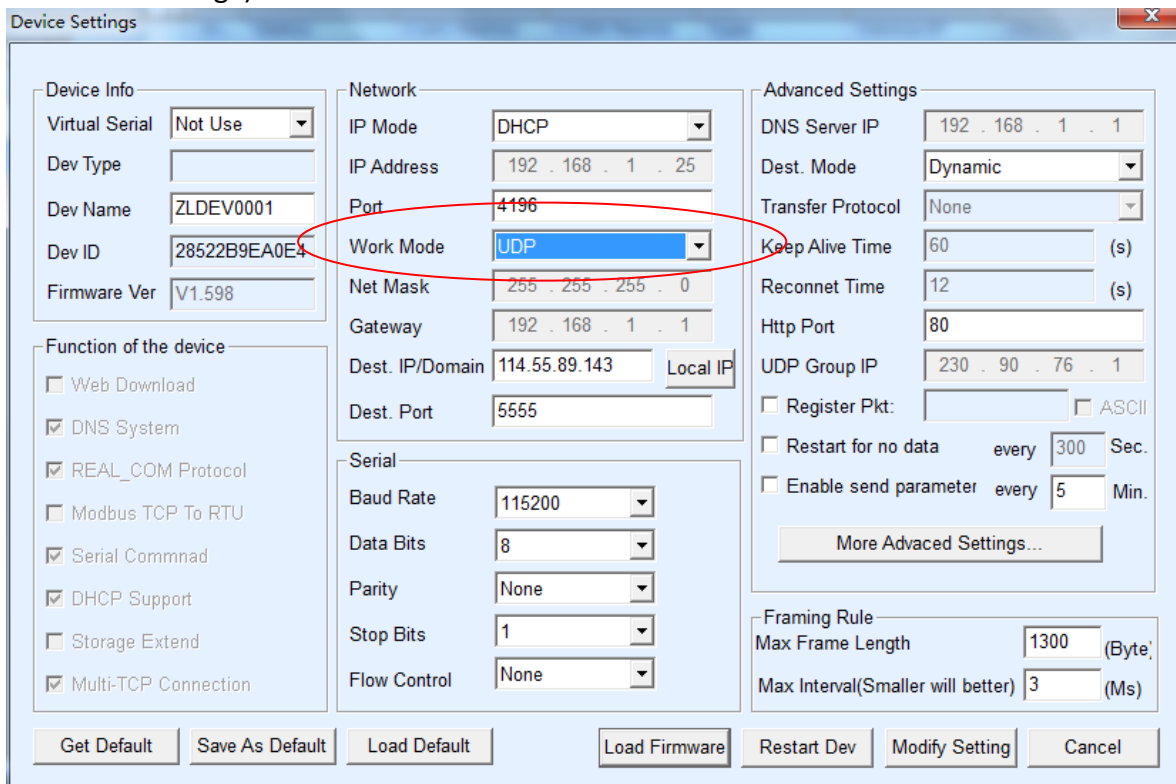 Device Settings
Device Info
Virtual Serial Not Use
Dev Type
Dev Name ZLDEV0001
Dev ID 28522B9EA0E4
Firmware Ver V1.598
Function of the device
Web Download
DNS System
REAL_COM Protocol
Modbus TCP To RTU
Serial Commnad
DHCP Support
Storage Extend
Multi-TCP Connection
Network
IP Mode DHCP
IP Address 192 . 168 . 1 . 25
Port 4196
Work Mode UDP
Net Mask 255 . 255 . 255 . 0
Gateway 192 . 168 . 1 . 1
Dest. IP/Domain 114.55.89.143 Local IP
Dest. Port 5555
Serial
Baud Rate 115200
Data Bits 8
Parity None
Stop Bits 1
Flow Control None
Advanced Settings
DNS Server IP 192 . 168 . 1 . 1
Dest. Mode Dynamic
Transfer Protocol None
Keep Alive Time 60 (s)
Reconnet Time 12 (s)
Http Port 80
UDP Group IP 230 . 90 . 76 . 1
Register Pkt: ASCII
Restart for no data every 300 Sec.
Enable send parameter every 5 Min.
More Advaced Settings...
Framing Rule
Max Frame Length 1300 (Byte)
Max Interval(Smaller will better) 3 (Ms)
Get Default Save As Default Load Default Load Firmware Restart Dev Modify Setting Cancel